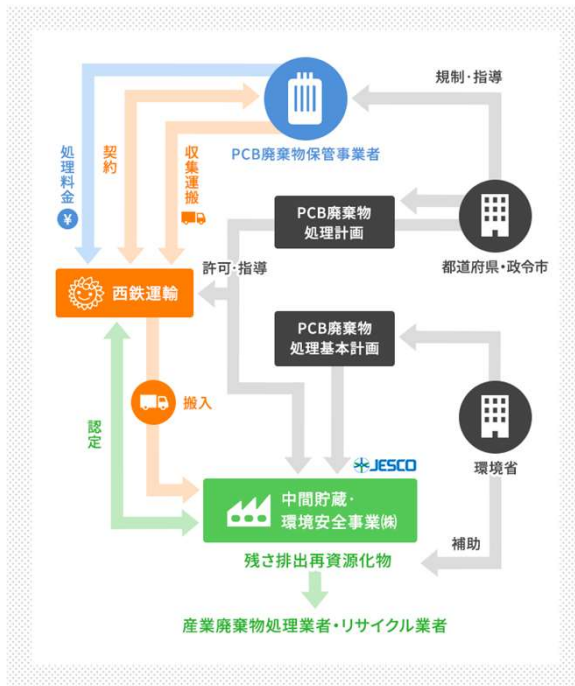 規制・指導
PCB廃棄物保管事業者
処理料金
¥
契約
収集運搬
PCB廃棄物
処理計画
都道府県・政令市
許可・指導
西鉄運輸
PCB廃棄物
処理基本計画
搬入
認定
環境省
JESCO
中間貯蔵・
環境安全事業㈱
補助
残さ排出再資源化物
産業廃棄物処理業者・リサイクル業者